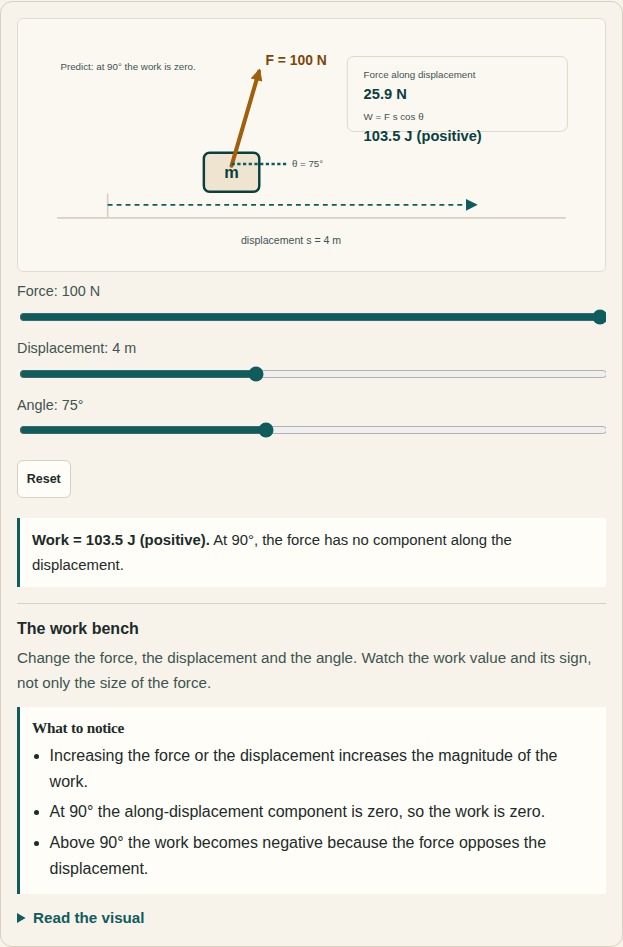 Predict: at 90° the work is zero.
F = 100 N
Force along displacement
25.9 N
W = F s cos θ
103.5 J (positive)
θ = 75°
m
displacement s = 4 m
Force: 100 N
Displacement: 4 m
Angle: 75°
Reset
Work = 103.5 J (positive). At 90°, the force has no component along the
displacement.
The work bench
Change the force, the displacement and the angle. Watch the work value and its sign,
not only the size of the force.
What to notice
• Increasing the force or the displacement increases the magnitude of the
work.
• At 90° the along-displacement component is zero, so the work is zero.
• Above 90° the work becomes negative because the force opposes the
displacement.
Read the visual